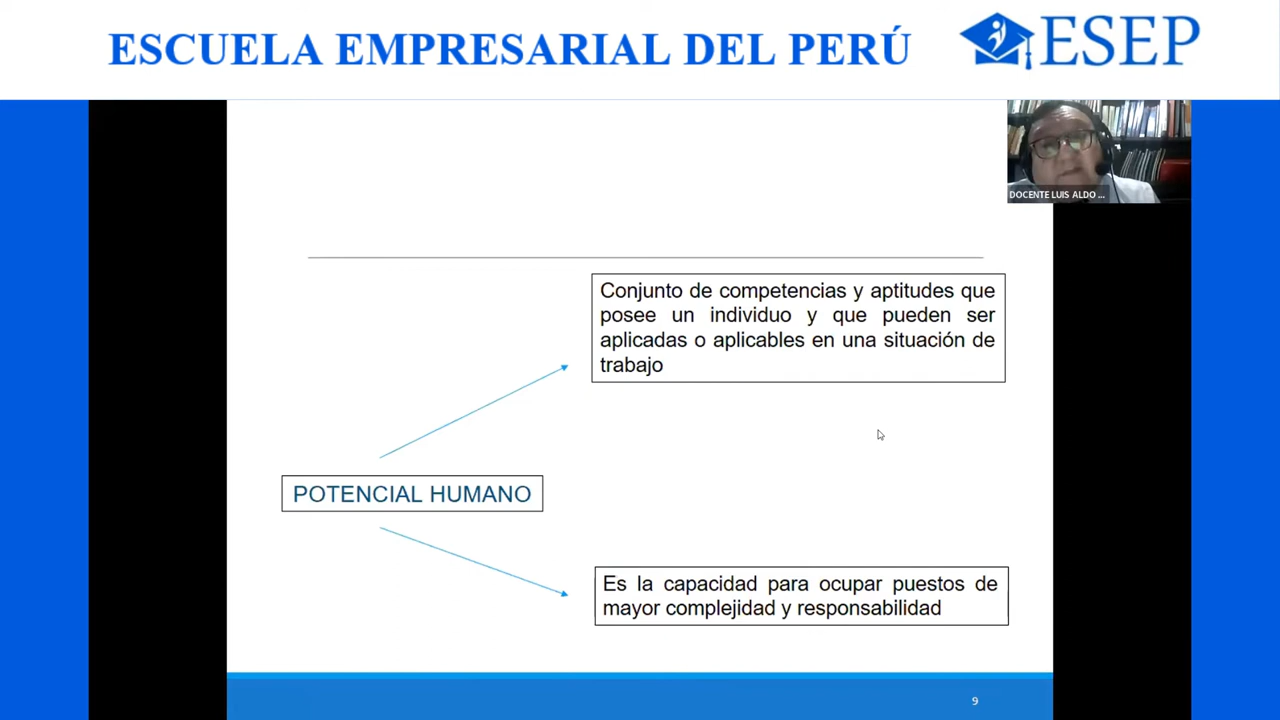 ESCUELA EMPRESARIAL DEL PERÚ
ESEP
DOCENTE LUIS ALDO ...
Conjunto de competencias y aptitudes que
posee un individuo y que pueden ser
aplicadas o aplicables en una situación de
trabajo
POTENCIAL HUMANO
Es la capacidad para ocupar puestos de
mayor complejidad y responsabilidad
9